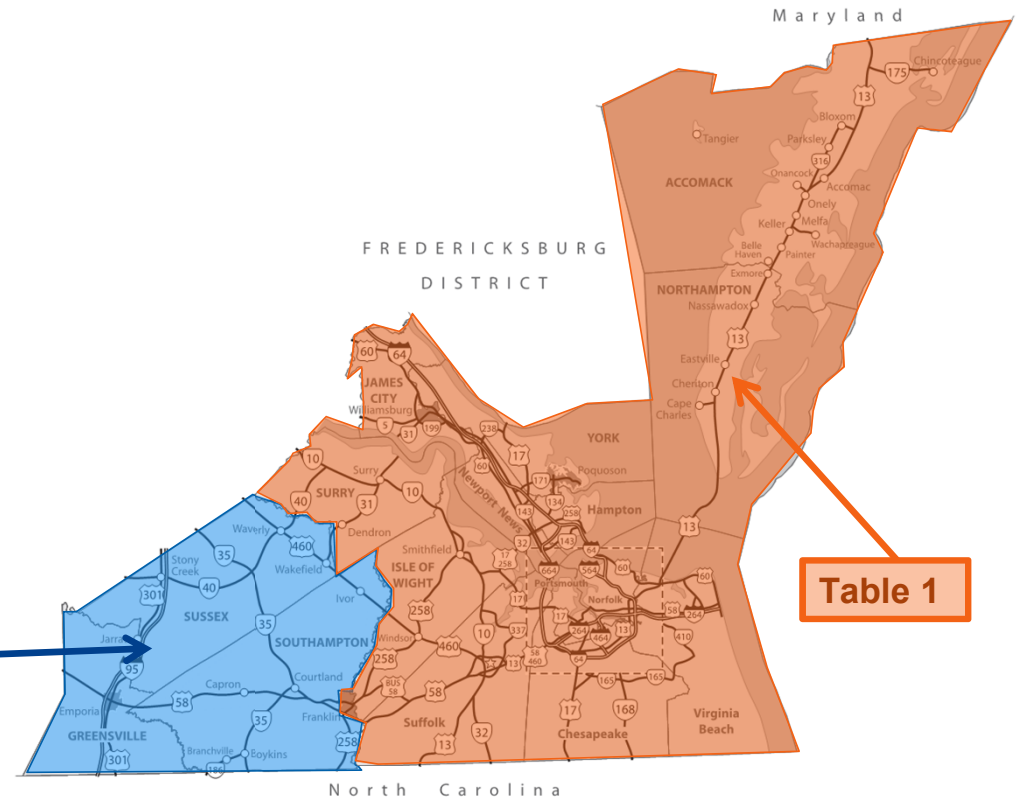 Maryland
Chincoteague
175
13
Bloxom
Tangier
Parksley
316
ACCOMACK
Onancock
Accomac
Onely
Keller
Melfa
Wachapreague
FREDERICKSBURG
DISTRICT
Belle
Haven
Painter
Exmore
NORTHAMPTON
Nassawadox
13
60
64
Eastville
JAMES
CITY
Cheriton
Williamsburg
Cape
Charles
5
31
199
238
YORK
10
17
60
Surry
Poquoson
171
10
SURRY
31
40
134
Newport News
143
258
Hampton
Waverly
Dendron
13
460
35
32
143
Smithfield
64
Stony
Creek
Wakefield
ISLE OF
WIGHT
17
258
664
564
60
60
40
Portsmouth
301
Ivor
17
Norfolk
Table 1
SUSSEX
258
17
58
264
35
264
464
13
Jarra
SOUTHAMPTON
Windsor
460
10
337
410
95
258
58
460
64
13
Courtland
BUS
58
165
165
Capron
58
58
Emporia
Franklin
17
168
Virginia
Beach
35
Suffolk
GREENSVILLE
32
Chesapeake
258
13
Branchville
Boykins
301
186
North Carolina